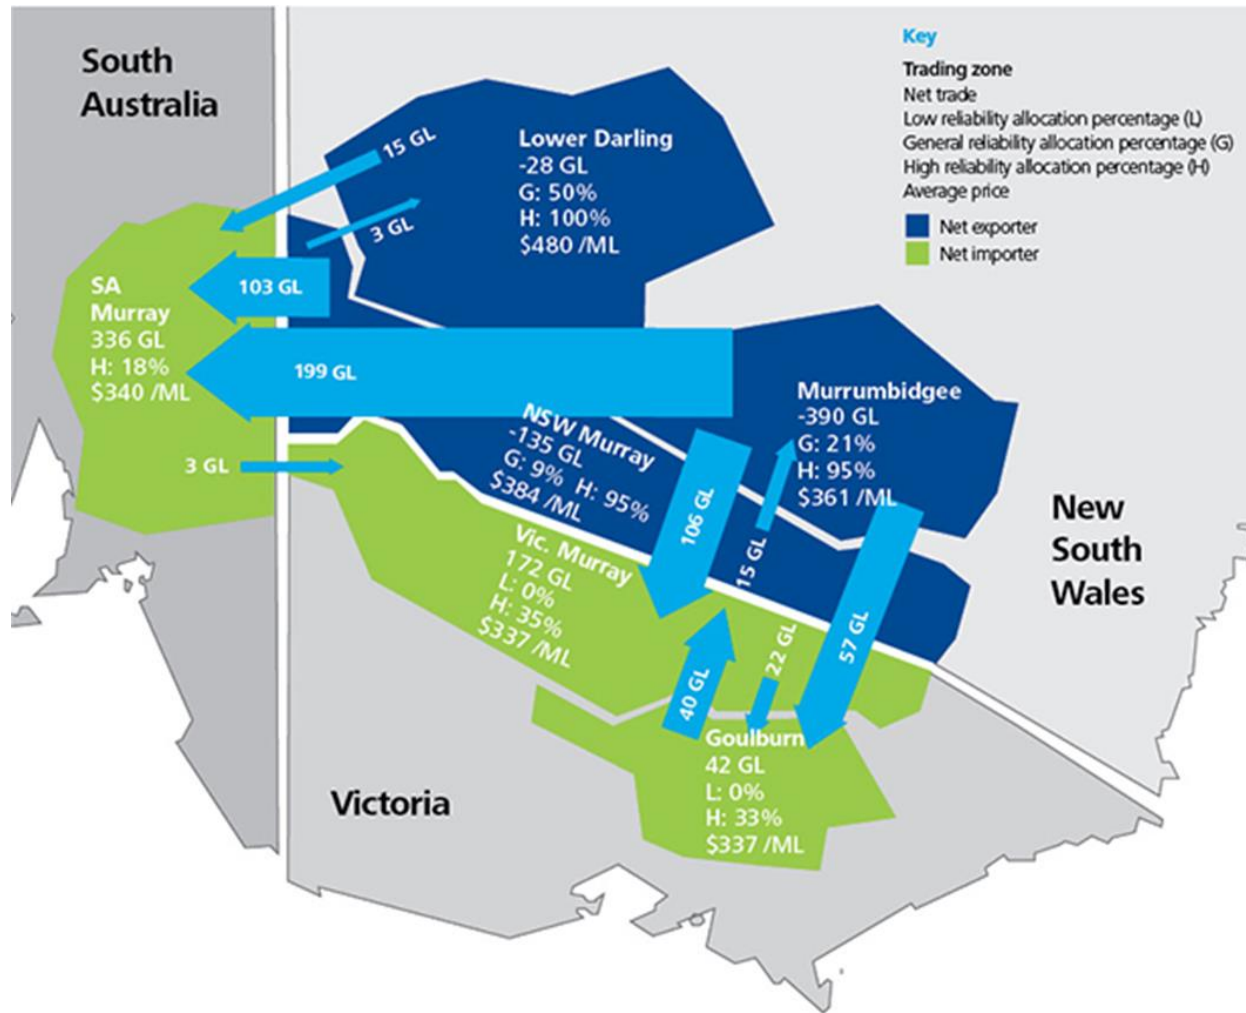 South
Australia
Key
Trading zone
Net trade
Low reliability allocation percentage (L)
General reliability allocation percentage (G)
High reliability allocation percentage (H)
Average price
Net exporter
Net importer
15 GL
Lower Darling
-28 GL
G: 50%
H: 100%
$480 /ML
3 GL
103 GL
SA
Murray
336 GL
H: 18%
$340 /ML
199 GL
Murrumbidgee
-390 GL
G: 21%
H: 95%
$361 /ML
NSW Murray
-135 GL
G: 9% H: 95%
$384 /ML
3 GL
106 GL
15 GL
New
South
Wales
Vic. Murray
172 GL
L: 0%
H: 35%
$337 /ML
22 GL
57 GL
40 GL
Goulburn
42 GL
L: 0%
H: 33%
$337 /ML
Victoria